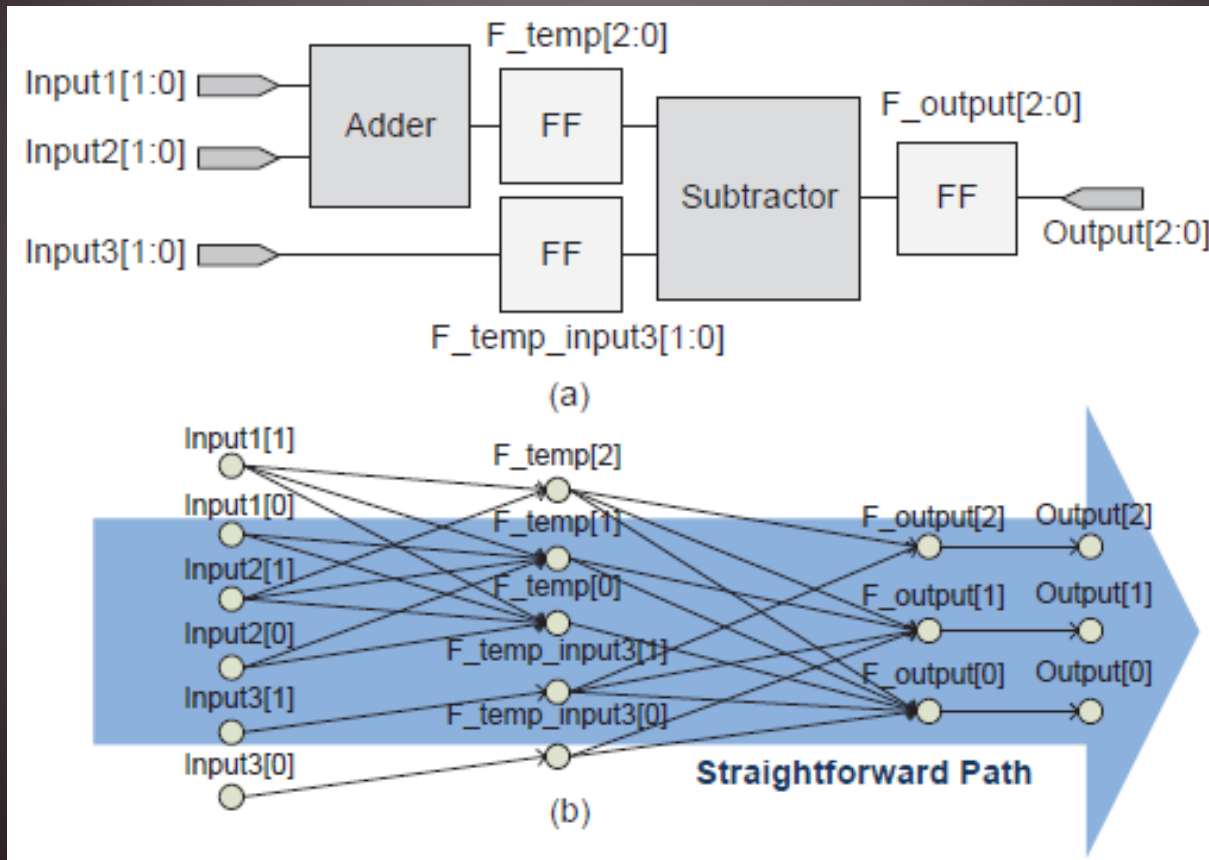 F_temp[2:0]
Input1[1:0]
F_output[2:0]
Adder
FF
Input2[1:0]
Subtractor
FF
Input3[1:0]
FF
Output[2:0]
F_temp_input3[1:0]
(a)
Input1[1]
F_temp[2]
Input1[0]
F_temp[1]
F_output[2]
Output[2]
Input2[1]
F_temp[0]
F_output[1]
Output[1]
Input2[0]
F_temp_input3[1]
F_output[0]
Output[0]
Input3[1]
F_temp_input3[0]
Input3[0]
Straightforward Path
(b)